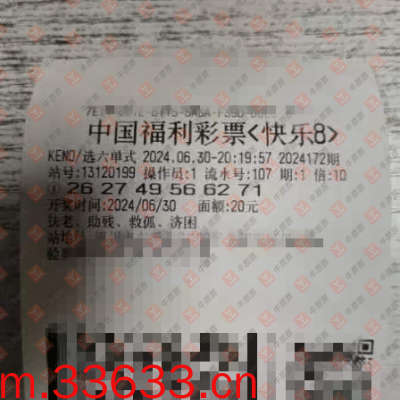 中国福利彩票<快乐8>
KENO/选六单式 2024.06.30-20:19:57 2024172期
站号:13120199 操作员:1 流水号:107 期:1 倍:10
① 26 27 49 56 62 71
开奖时间:2024/06/30 面额:20元
扶老、助残、救孤、济困
m.33633.cn